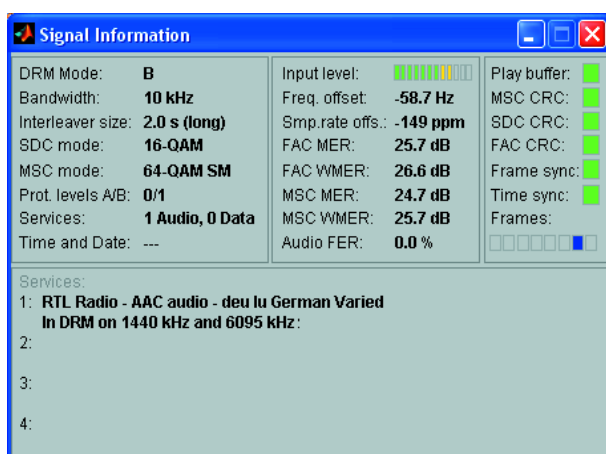 Signal Information
DRM Mode: B
Bandwidth: 10 kHz
Interleaver size: 2.0 s (long)
SDC mode: 16-QAM
MSC mode: 64-QAM SM
Prot. levels A/B: 0/1
Services: 1 Audio, 0 Data
Time and Date: ---
Input level:
Freq. offset: -58.7 Hz
Smp.rate offs.: -149 ppm
FAC MER: 25.7 dB
FAC WMER: 26.6 dB
MSC MER: 24.7 dB
MSC WMER: 25.7 dB
Audio FER: 0.0 %
Play buffer:
MSC CRC:
SDC CRC:
FAC CRC:
Frame sync:
Time sync:
Frames:
Services:
1: RTL Radio - AAC audio - deu lu German Varied
In DRM on 1440 kHz and 6095 kHz:
2:
3:
4: